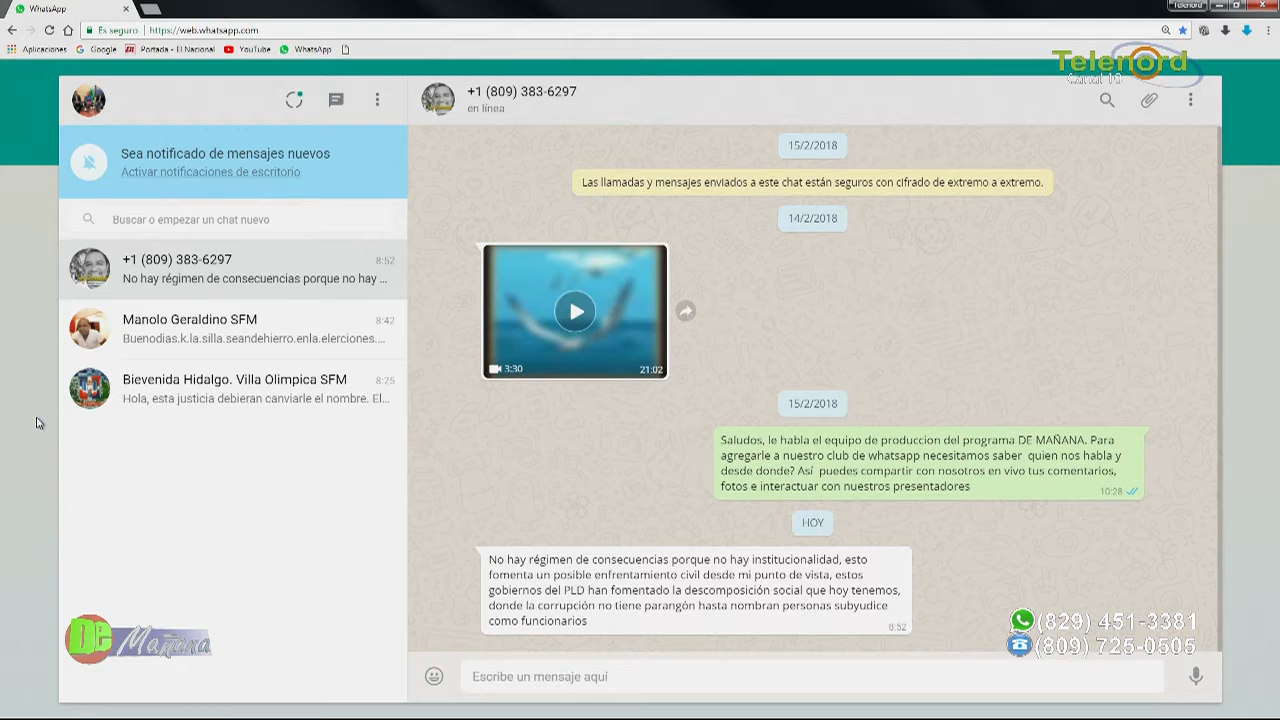 WhatsApp
Telenord
Es seguro
https://web.whatsapp.com
Aplicaciones
Google
Portada - El Nacional
YouTube
WhatsApp
Telenord
Canal 10
+1 (809) 383-6297
en línea
Sea notificado de mensajes nuevos
Activar notificaciones de escritorio
Buscar o empezar un chat nuevo
+1 (809) 383-6297
8:52
No hay régimen de consecuencias porque no hay ...
Manolo Geraldino SFM
8:42
Buenodias.k.la.silla.seandehierro.enla.elerciones....
Bievenida Hidalgo. Villa Olimpica SFM
8:25
Hola, esta justicia debieran canviarle el nombre. El...
15/2/2018
Las llamadas y mensajes enviados a este chat están seguros con cifrado de extremo a extremo.
14/2/2018
3:30
21:02
15/2/2018
Saludos, le habla el equipo de produccion del programa DE MAÑANA. Para
agregarle a nuestro club de whatsapp necesitamos saber quien nos habla y
desde donde? Así puedes compartir con nosotros en vivo tus comentarios,
fotos e interactuar con nuestros presentadores
10:28
HOY
No hay régimen de consecuencias porque no hay institucionalidad, esto
fomenta un posible enfrentamiento civil desde mi punto de vista, estos
gobiernos del PLD han fomentado la descomposición social que hoy tenemos,
donde la corrupción no tiene parangón hasta nombran personas subyudice
como funcionarios
8:52
De Mañana
(829) 451-3381
(809) 725-0505
Escribe un mensaje aquí